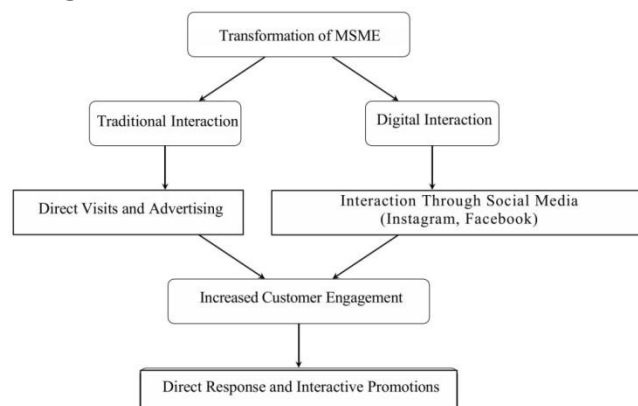 Transformation of MSME
Traditional Interaction
Digital Interaction
Direct Visits and Advertising
Interaction Through Social Media
(Instagram, Facebook)
Increased Customer Engagement
Direct Response and Interactive Promotions